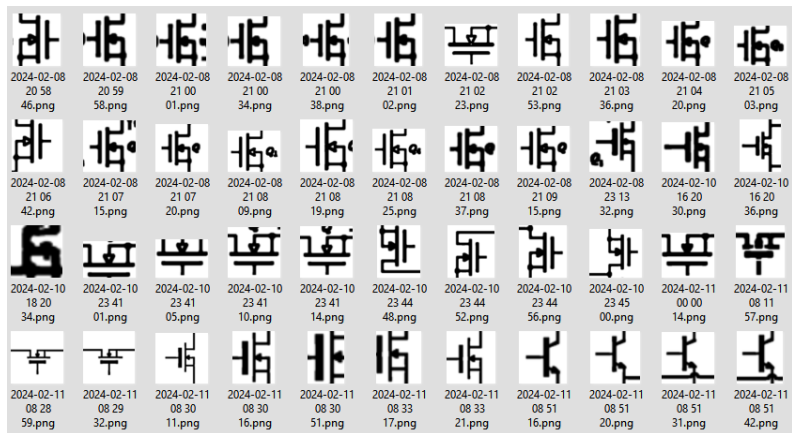 2024-02-08 2024-02-08 2024-02-08 2024-02-08 2024-02-08 2024-02-08 2024-02-08 2024-02-08 2024-02-08 2024-02-08 2024-02-08
20 58 20 59 21 00 21 00 21 00 21 01 21 02 21 02 21 03 21 04 21 05
46.png 58.png 01.png 34.png 38.png 02.png 23.png 53.png 36.png 20.png 03.png
2024-02-08 2024-02-08 2024-02-08 2024-02-08 2024-02-08 2024-02-08 2024-02-08 2024-02-08 2024-02-08 2024-02-10 2024-02-10
21 06 21 07 21 07 21 08 21 08 21 08 21 08 21 09 23 13 16 20 16 20
42.png 15.png 20.png 09.png 19.png 25.png 37.png 15.png 32.png 30.png 36.png
2024-02-10 2024-02-10 2024-02-10 2024-02-10 2024-02-10 2024-02-10 2024-02-10 2024-02-10 2024-02-10 2024-02-11 2024-02-11
18 20 23 41 23 41 23 41 23 41 23 44 23 44 23 44 23 45 00 00 08 11
34.png 01.png 05.png 10.png 14.png 48.png 52.png 56.png 00.png 14.png 57.png
2024-02-11 2024-02-11 2024-02-11 2024-02-11 2024-02-11 2024-02-11 2024-02-11 2024-02-11 2024-02-11 2024-02-11 2024-02-11
08 28 08 29 08 30 08 30 08 30 08 33 08 33 08 51 08 51 08 51 08 51
59.png 32.png 11.png 16.png 51.png 17.png 21.png 16.png 20.png 31.png 42.png